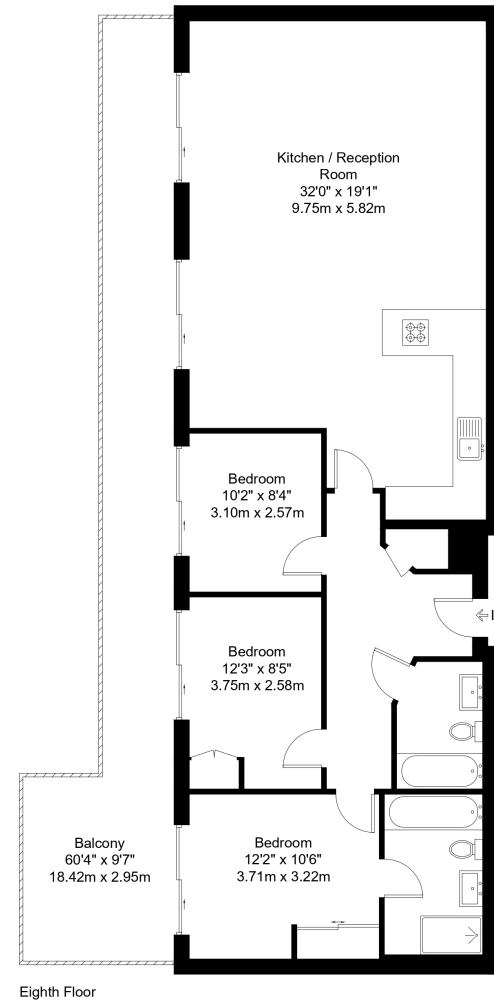 Kitchen / Reception
Room
32'0" x 19'1"
9.75m x 5.82m
Bedroom
10'2" x 8'4"
3.10m x 2.57m
Bedroom
12'3" x 8'5"
3.75m x 2.58m
Balcony
60'4" x 9'7"
18.42m x 2.95m
Bedroom
12'2" x 10'6"
3.71m x 3.22m
Eighth Floor